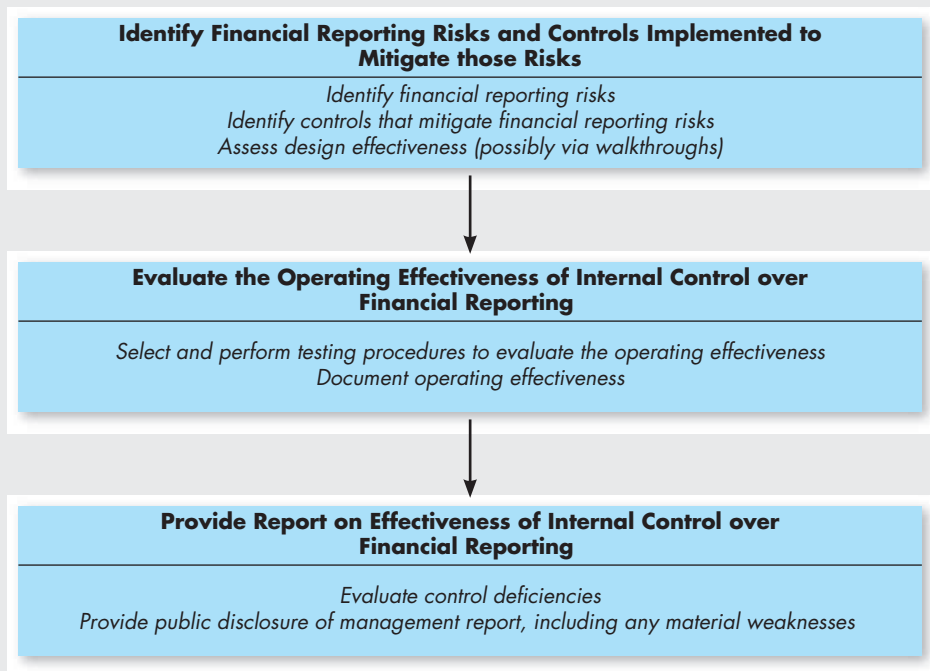 Identify Financial Reporting Risks and Controls Implemented to
Mitigate those Risks
Identify financial reporting risks
Identify controls that mitigate financial reporting risks
Assess design effectiveness (possibly via walkthroughs)
Evaluate the Operating Effectiveness of Internal Control over
Financial Reporting
Select and perform testing procedures to evaluate the operating effectiveness
Document operating effectiveness
Provide Report on Effectiveness of Internal Control over
Financial Reporting
Evaluate control deficiencies
Provide public disclosure of management report, including any material weaknesses